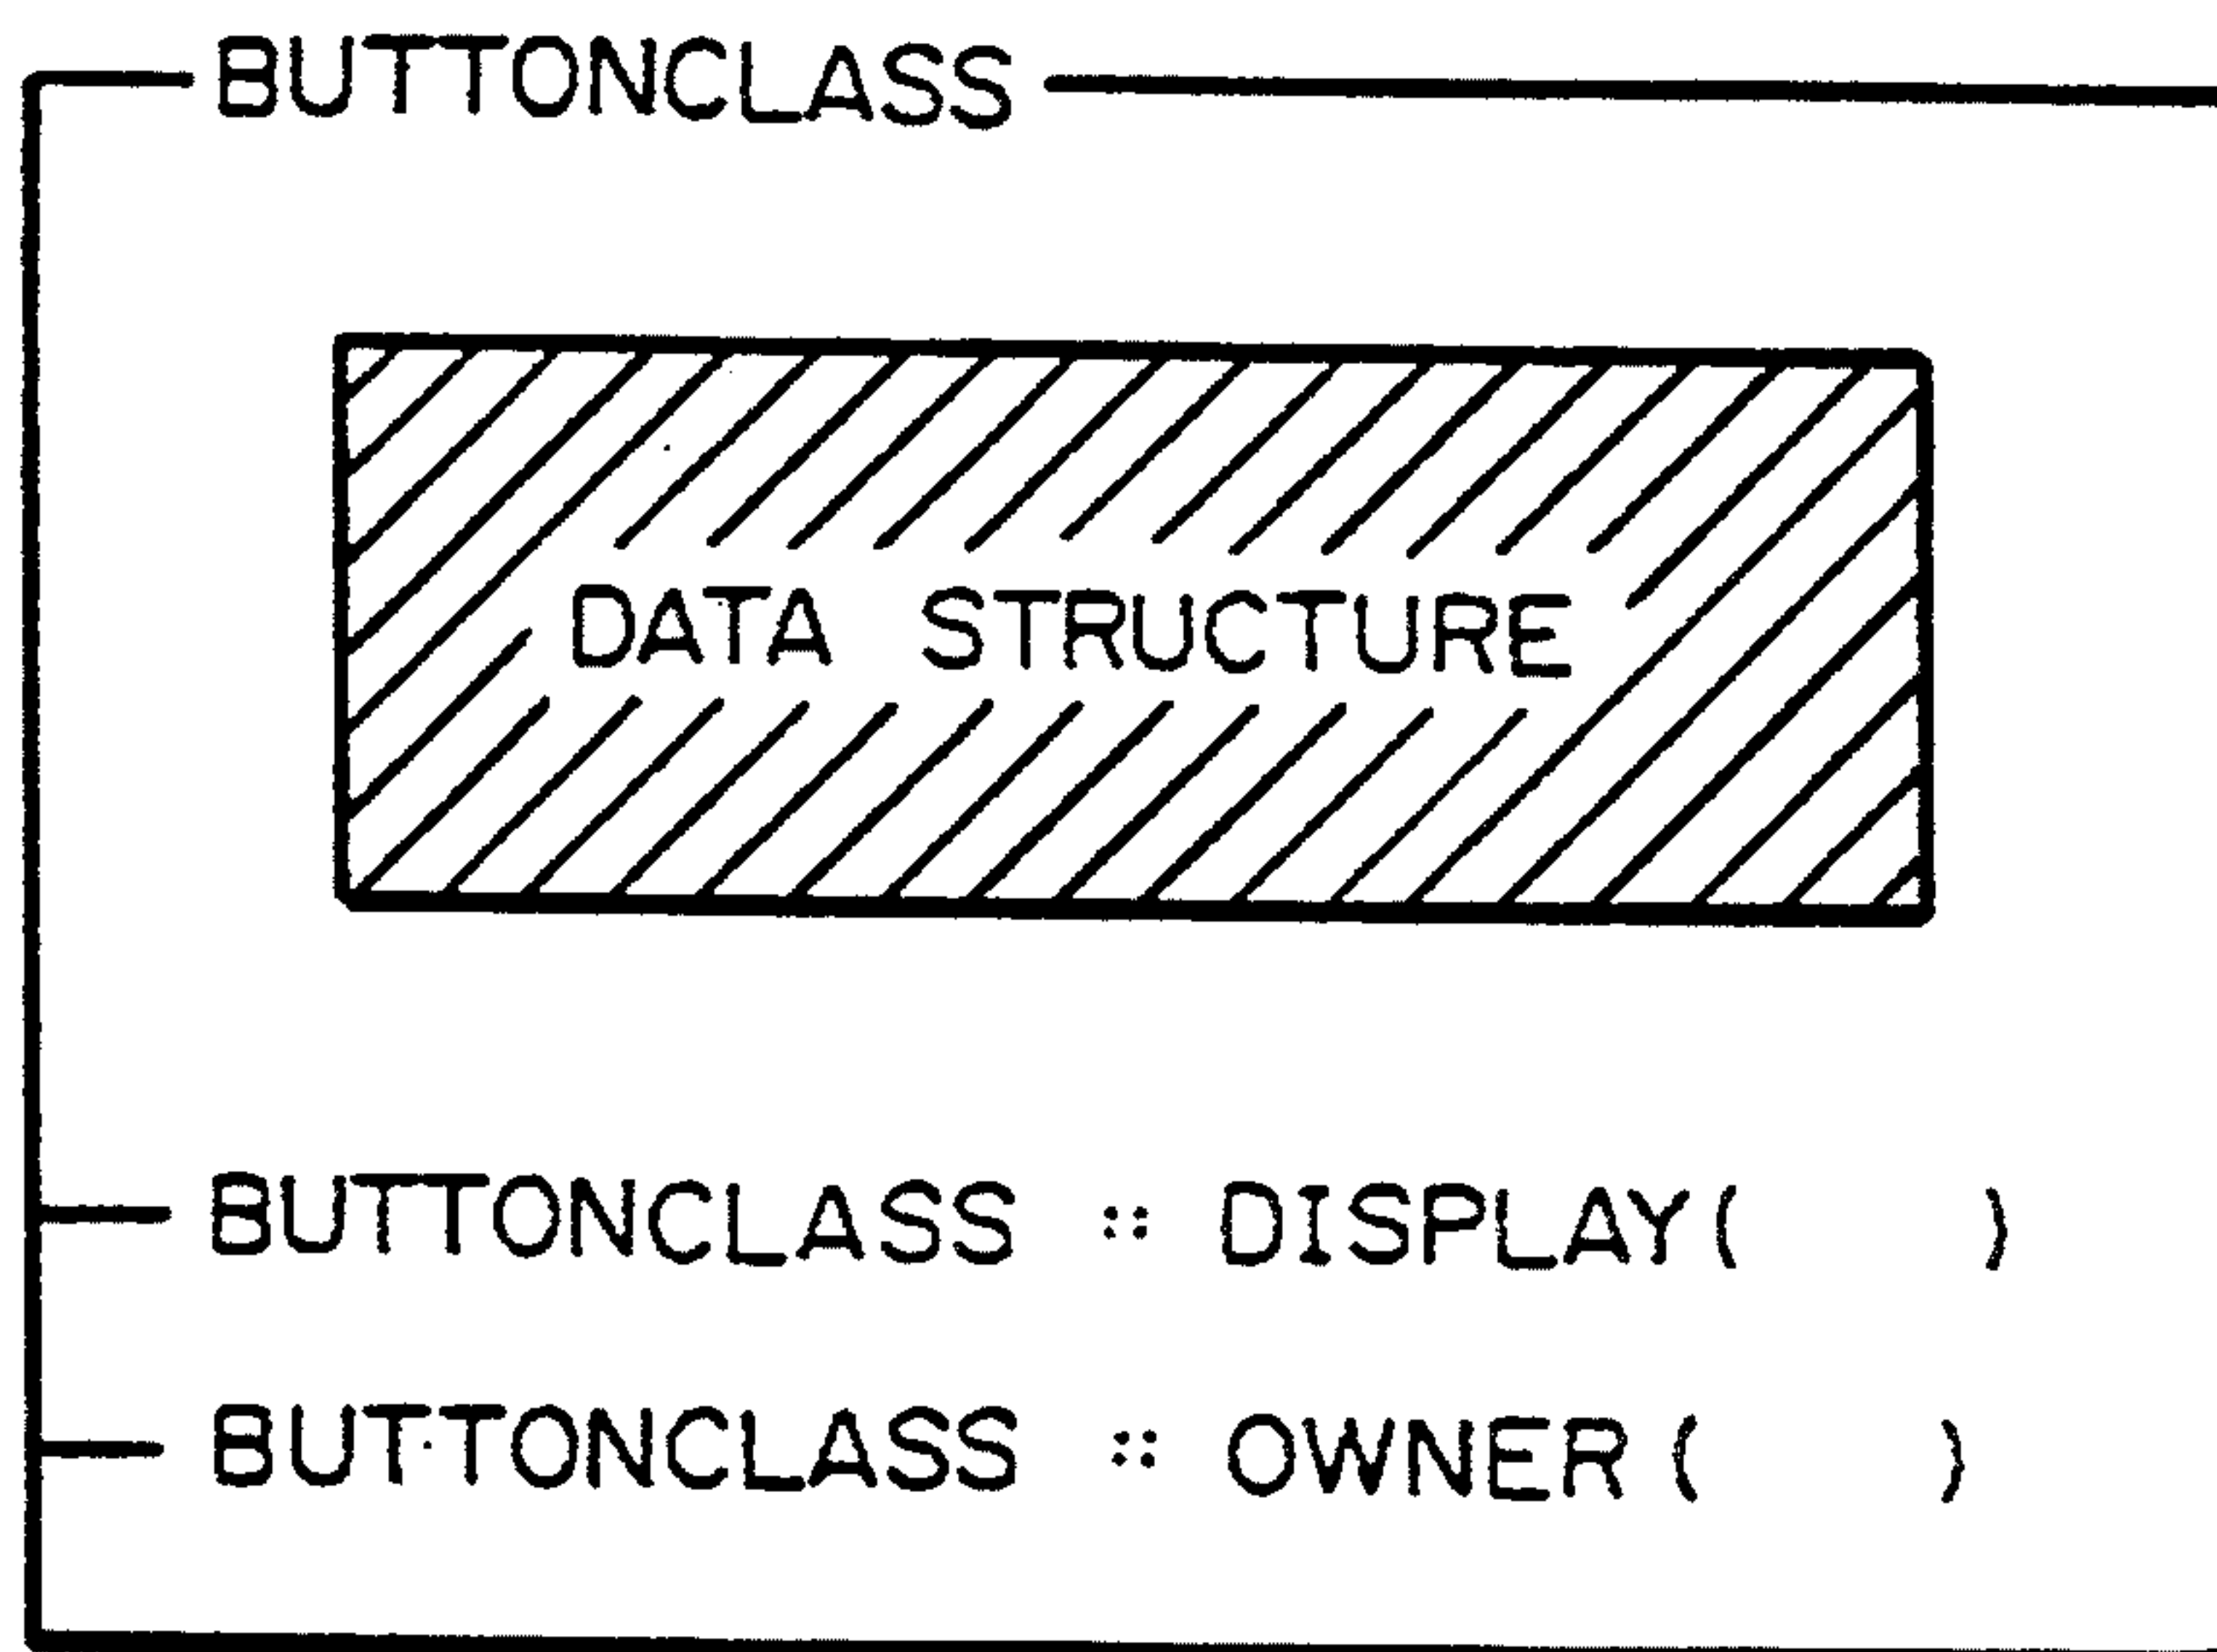 BUTTONCLASS
DATA STRUCTURE
BUTTONCLASS :: DISPLAY( )
BUTTONCLASS :: OWNER( )